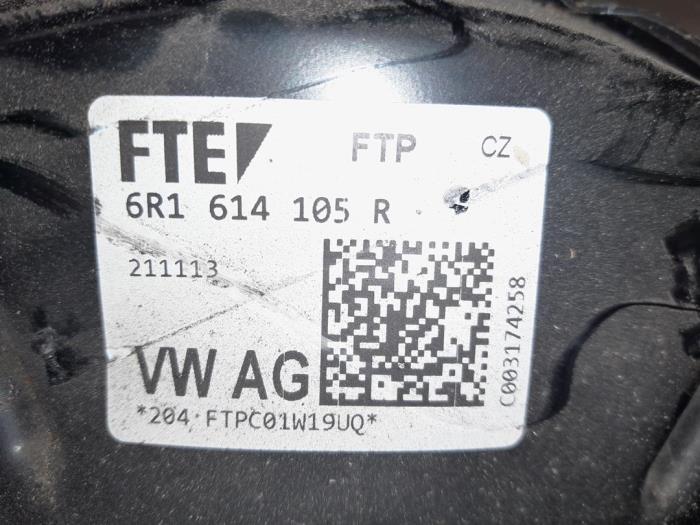 FTE FTP CZ
6R1 614 105 R
211113
C003174258
VW AG
*204 FTPC01W19UQ*